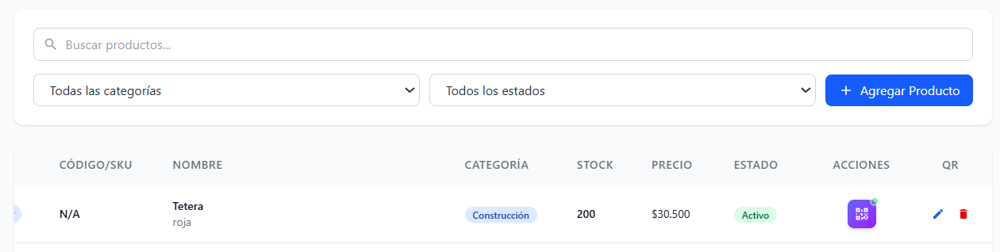 Buscar productos...
Todas las categorías
Todos los estados
+ Agregar Producto
CÓDIGO/SKU NOMBRE CATEGORÍA STOCK PRECIO ESTADO ACCIONES QR
N/A Tetera Construcción 200 $30.500 Activo
roja